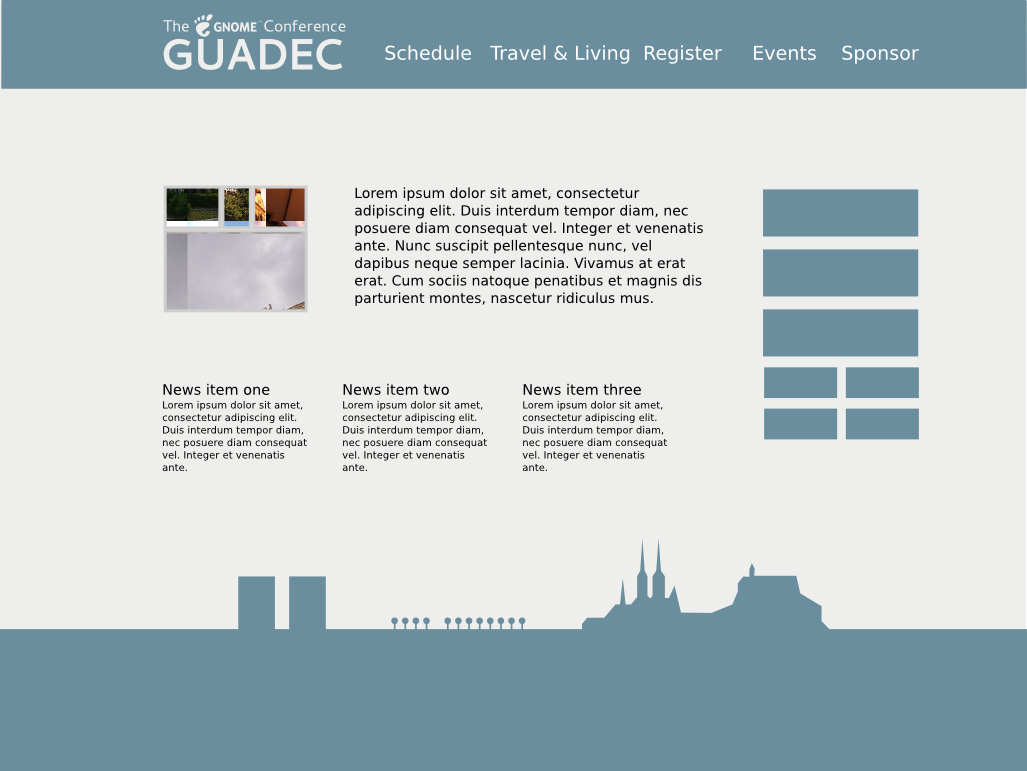 The GNOME™ Conference
GUADEC
Schedule Travel & Living Register Events Sponsor
Lorem ipsum dolor sit amet, consectetur
adipiscing elit. Duis interdum tempor diam, nec
posuere diam consequat vel. Integer et venenatis
ante. Nunc suscipit pellentesque nunc, vel
dapibus neque semper lacinia. Vivamus at erat
erat. Cum sociis natoque penatibus et magnis dis
parturient montes, nascetur ridiculus mus.
News item one
Lorem ipsum dolor sit amet,
consectetur adipiscing elit.
Duis interdum tempor diam,
nec posuere diam consequat
vel. Integer et venenatis
ante.
News item two
Lorem ipsum dolor sit amet,
consectetur adipiscing elit.
Duis interdum tempor diam,
nec posuere diam consequat
vel. Integer et venenatis
ante.
News item three
Lorem ipsum dolor sit amet,
consectetur adipiscing elit.
Duis interdum tempor diam,
nec posuere diam consequat
vel. Integer et venenatis
ante.